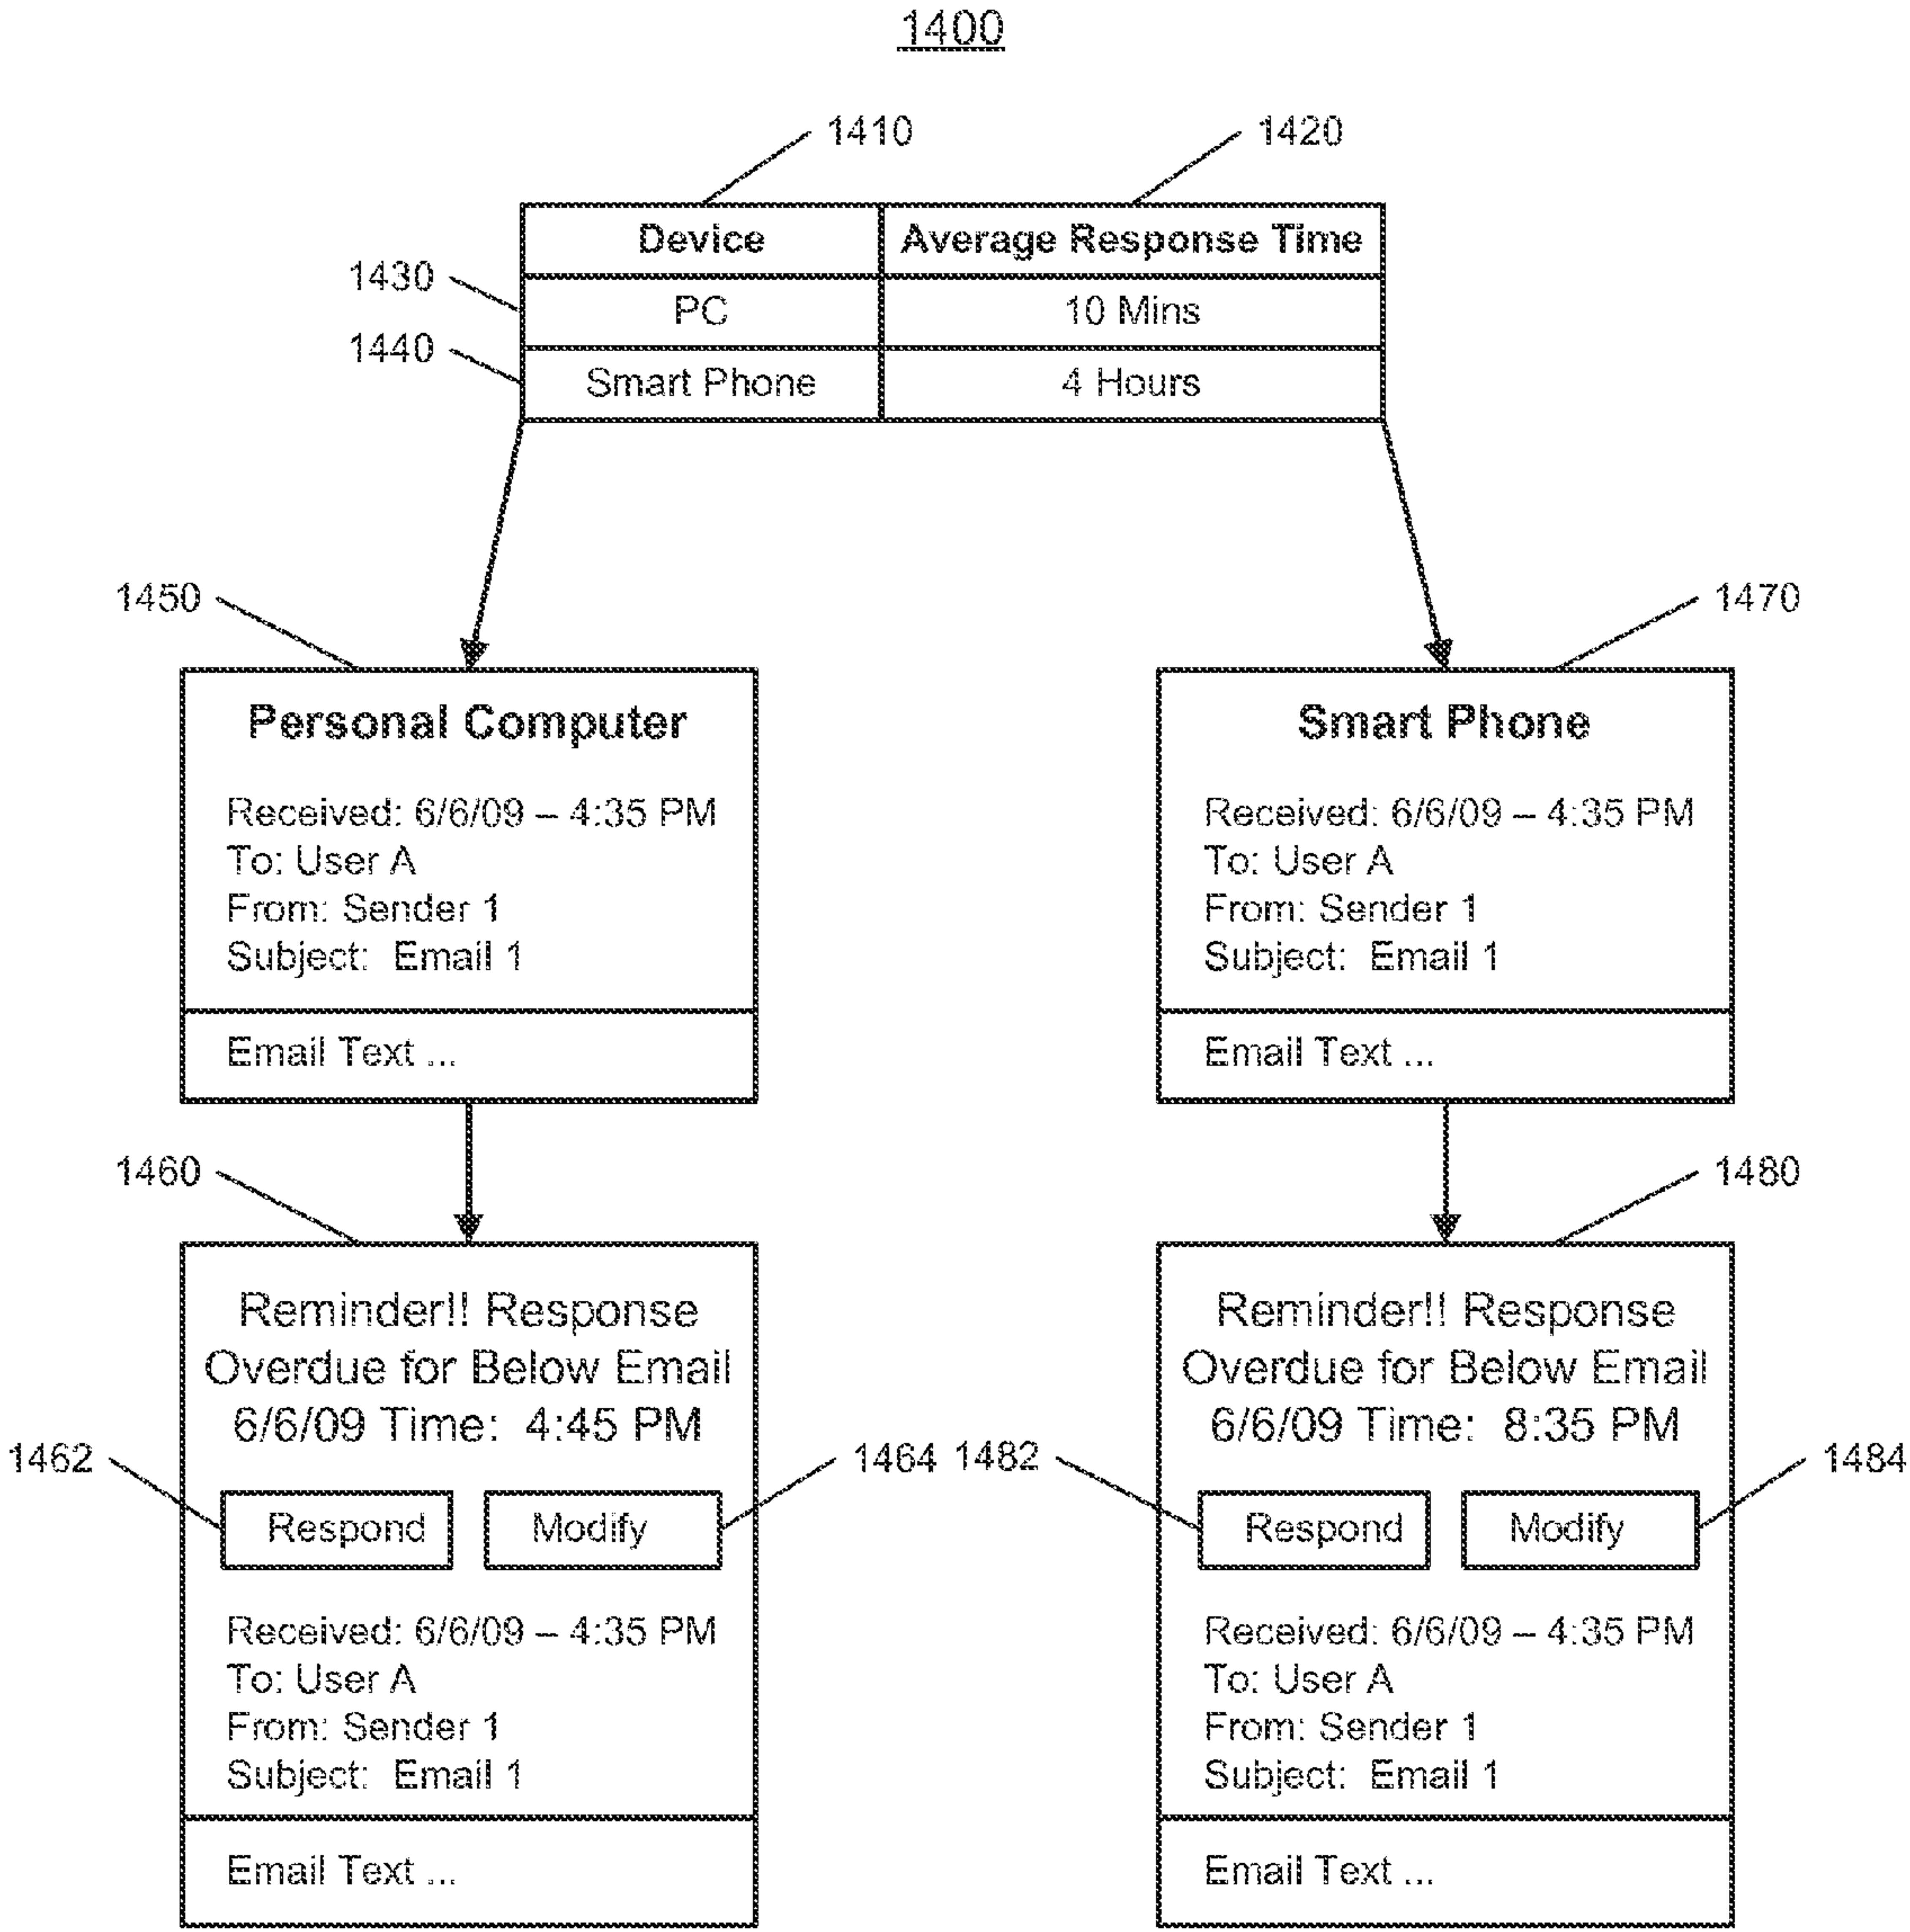 1400
1410
1420
Device Average Response Time
1430
PC 10 Mins
1440
Smart Phone 4 Hours
1450
Personal Computer
Received: 6/6/09 – 4:35 PM
To: User A
From: Sender 1
Subject: Email 1
Email Text ...
1470
Smart Phone
Received: 6/6/09 – 4:35 PM
To: User A
From: Sender 1
Subject: Email 1
Email Text ...
1460
Reminder!! Response
Overdue for Below Email
6/6/09 Time: 4:45 PM
1462
1464
Respond
Modify
Received: 6/6/09 – 4:35 PM
To: User A
From: Sender 1
Subject: Email 1
Email Text ...
1480
Reminder!! Response
Overdue for Below Email
6/6/09 Time: 8:35 PM
1482
1484
Respond
Modify
Received: 6/6/09 – 4:35 PM
To: User A
From: Sender 1
Subject: Email 1
Email Text ...